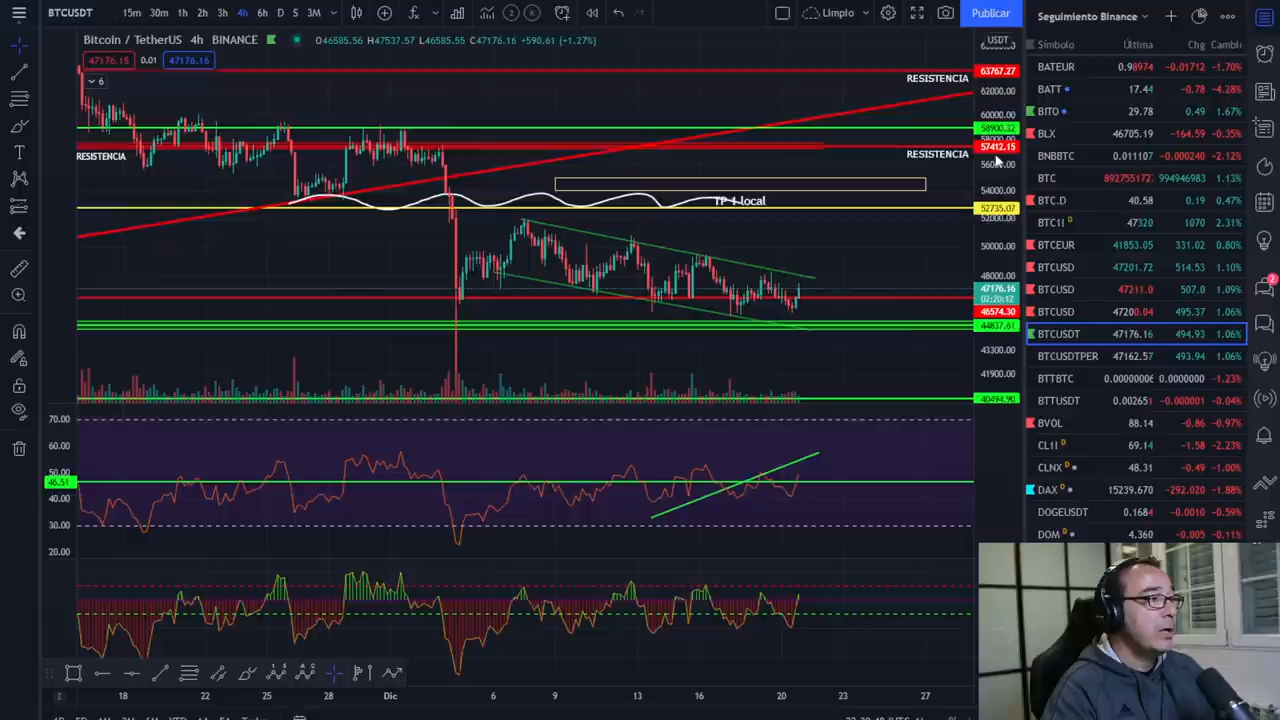 BTCUSDT 15m 30m 1h 2h 3h 4h 6h D S 3M Limpio Publicar
Bitcoin / TetherUS 4h BINANCE O46585.56 H47537.57 L46585.55 C47176.16 +590.61 (+1.27%)
47176.15 0.01 47176.16
6
USDT
63767.27
RESISTENCIA
62000.00
60000.00
58900.32
57412.15
RESISTENCIA
RESISTENCIA
54000.00
TP 1 local
52735.07
52000.00
50000.00
48000.00
47176.16
46574.30
44837.61
43300.00
41900.00
40494.90
70.00
60.00
50.00
46.51
40.00
30.00
20.00
18 22 25 28 Dic 6 9 13 16 20 23 27
Seguimiento Binance
Símbolo Última Chg Cambi
BATEUR 0.98974 -0.01712 -1.70%
BATT 17.44 -0.78 -4.28%
BITO 29.78 0.49 1.67%
BLX 46705.19 -164.59 -0.35%
BNBBTC 0.011107 -0.000240 -2.12%
BTC 892755172 994946983 1.13%
BTC.D 40.58 0.19 0.47%
BTC1! D 47320 1070 2.31%
BTCEUR 41853.05 331.02 0.80%
BTCUSD 47201.72 514.53 1.10%
BTCUSD 47211.0 507.0 1.09%
BTCUSD 47200.04 495.37 1.06%
BTCUSDT 47176.16 494.93 1.06%
BTCUSDTPER 47162.57 493.94 1.06%
BTTBTC 0.00000006 0.0000000 -1.23%
BTTUSDT 0.002651 -0.000001 -0.04%
BVOL 88.14 -0.86 -0.97%
CL1! D 69.14 -1.58 -2.23%
CLNX D 48.31 -0.49 -1.00%
DAX D 15239.670 -292.020 -1.88%
DOGEUSDT 0.1684 -0.0010 -0.59%
DOM D 4.360 -0.005 -0.11%
2